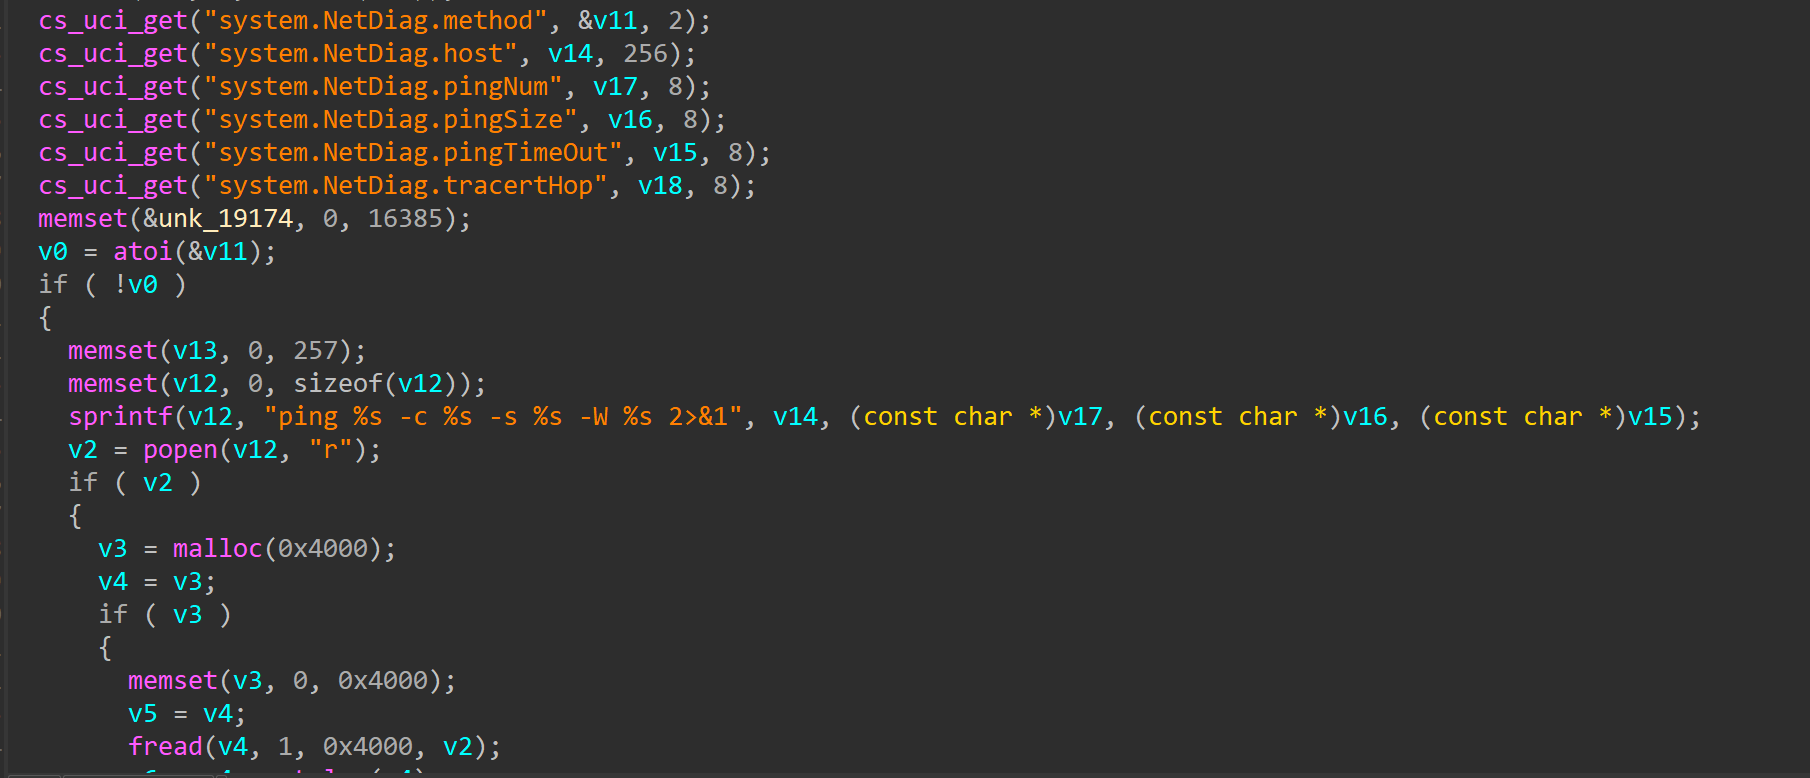 cs_uci_get("system.NetDiag.method", &v11, 2);
cs_uci_get("system.NetDiag.host", v14, 256);
cs_uci_get("system.NetDiag.pingNum", v17, 8);
cs_uci_get("system.NetDiag.pingSize", v16, 8);
cs_uci_get("system.NetDiag.pingTimeOut", v15, 8);
cs_uci_get("system.NetDiag.tracertHop", v18, 8);
memset(&unk_19174, 0, 16385);
v0 = atoi(&v11);
if ( !v0 )
{
memset(v13, 0, 257);
memset(v12, 0, sizeof(v12));
sprintf(v12, "ping %s -c %s -s %s -W %s 2>&1", v14, (const char *)v17, (const char *)v16, (const char *)v15);
v2 = popen(v12, "r");
if ( v2 )
{
v3 = malloc(0x4000);
v4 = v3;
if ( v3 )
{
memset(v3, 0, 0x4000);
v5 = v4;
fread(v4, 1, 0x4000, v2);